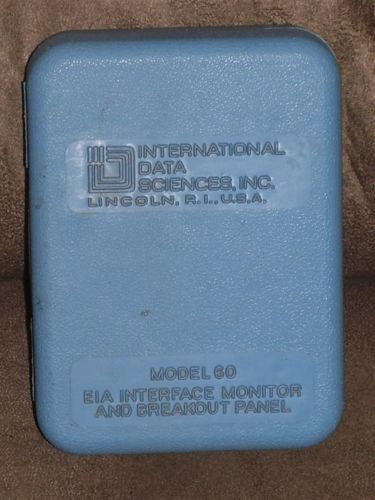 INTERNATIONAL
DATA
SCIENCES, INC.
LINCOLN, R.I., U.S.A.
MODEL 60
EIA INTERFACE MONITOR
AND BREAKOUT PANEL